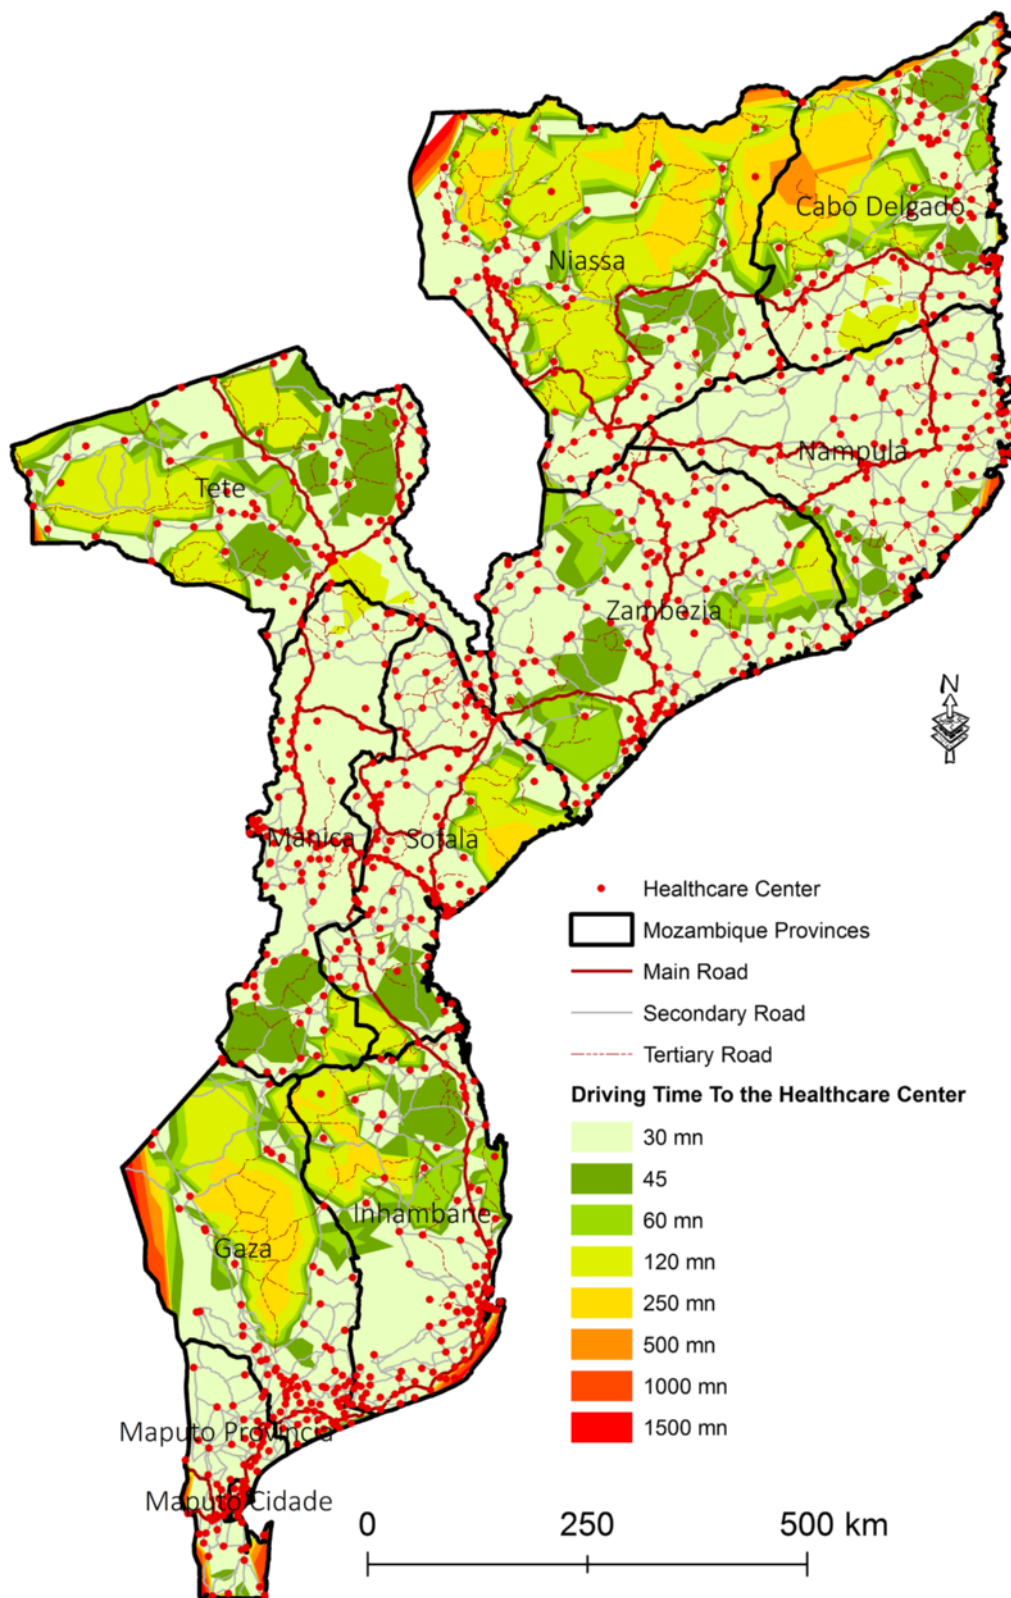 Cabo Delgado
Niassa
Nampula
Tete
Zambezia
N
Manica
Sofala
Healthcare Center
Mozambique Provinces
Main Road
Secondary Road
Tertiary Road
Driving Time To the Healthcare Center
30 mn
45
60 mn
120 mn
250 mn
500 mn
1000 mn
1500 mn
Inhambane
Gaza
Maputo Provincia
Maputo Cidade
0 250 500 km